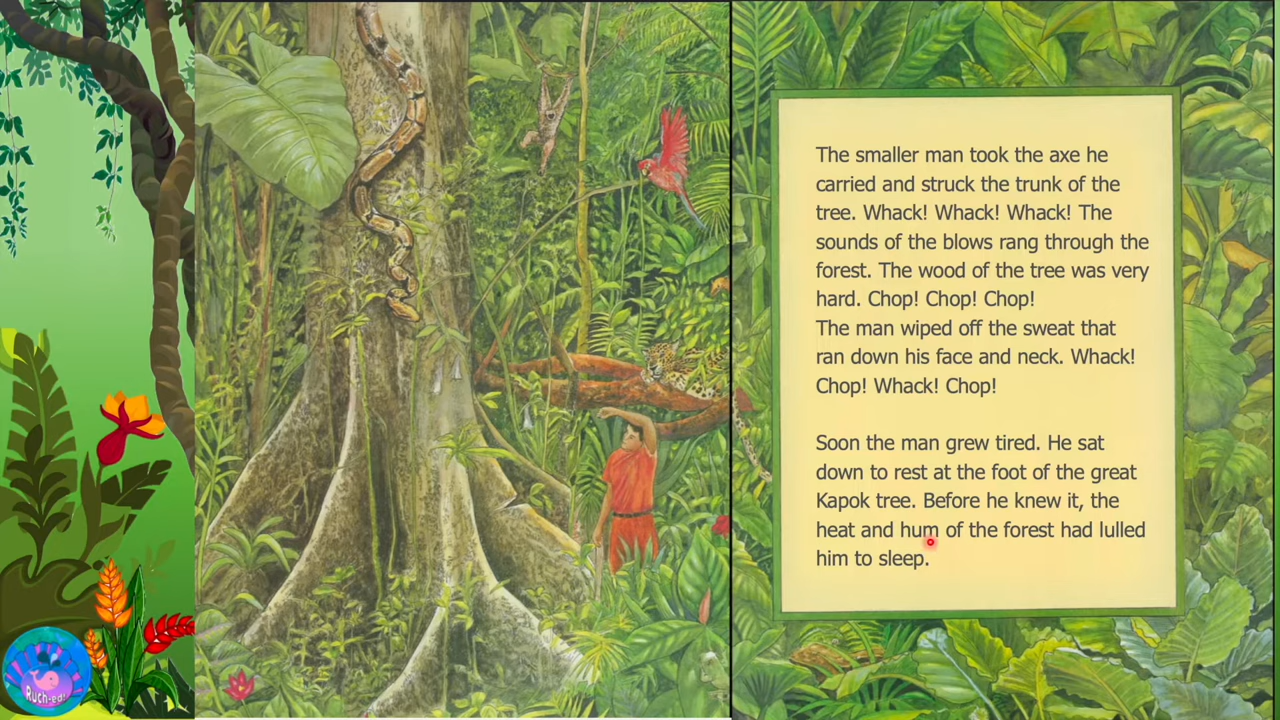 The smaller man took the axe he
carried and struck the trunk of the
tree. Whack! Whack! Whack! The
sounds of the blows rang through the
forest. The wood of the tree was very
hard. Chop! Chop! Chop!
The man wiped off the sweat that
ran down his face and neck. Whack!
Chop! Whack! Chop!
Soon the man grew tired. He sat
down to rest at the foot of the great
Kapok tree. Before he knew it, the
heat and hum of the forest had lulled
him to sleep.
Ruch-ed!